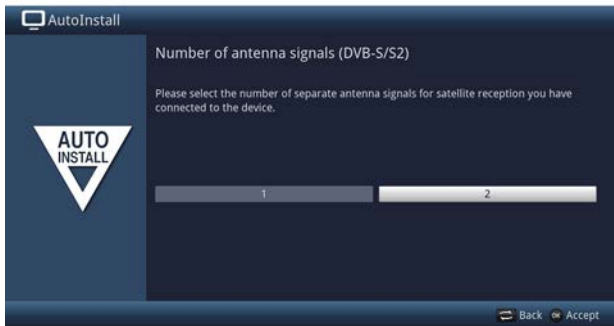 AutoInstall
Number of antenna signals (DVB-S/S2)
Please select the number of separate antenna signals for satellite reception you have
connected to the device.
AUTO
INSTALL
1 2
Back OK Accept